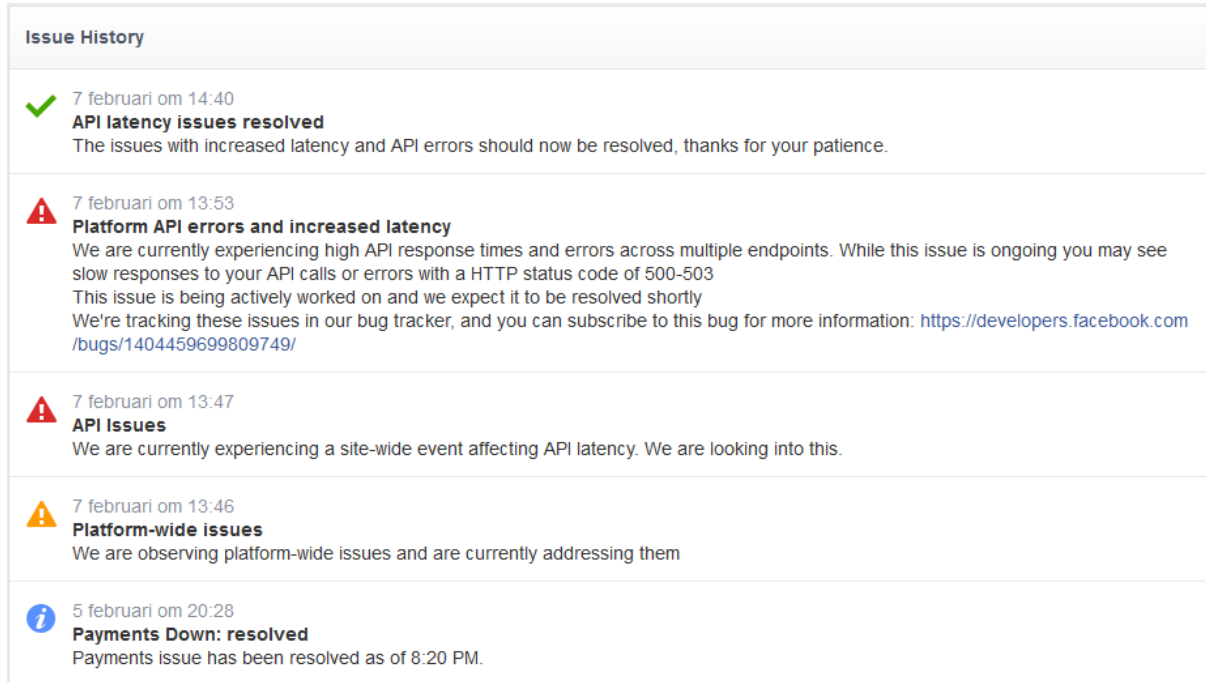 Issue History
7 februari om 14:40
API latency issues resolved
The issues with increased latency and API errors should now be resolved, thanks for your patience.
7 februari om 13:53
Platform API errors and increased latency
We are currently experiencing high API response times and errors across multiple endpoints. While this issue is ongoing you may see
slow responses to your API calls or errors with a HTTP status code of 500-503
This issue is being actively worked on and we expect it to be resolved shortly
We're tracking these issues in our bug tracker, and you can subscribe to this bug for more information: https://developers.facebook.com
/bugs/1404459699809749/
7 februari om 13:47
API Issues
We are currently experiencing a site-wide event affecting API latency. We are looking into this.
7 februari om 13:46
Platform-wide issues
We are observing platform-wide issues and are currently addressing them
5 februari om 20:28
Payments Down: resolved
Payments issue has been resolved as of 8:20 PM.